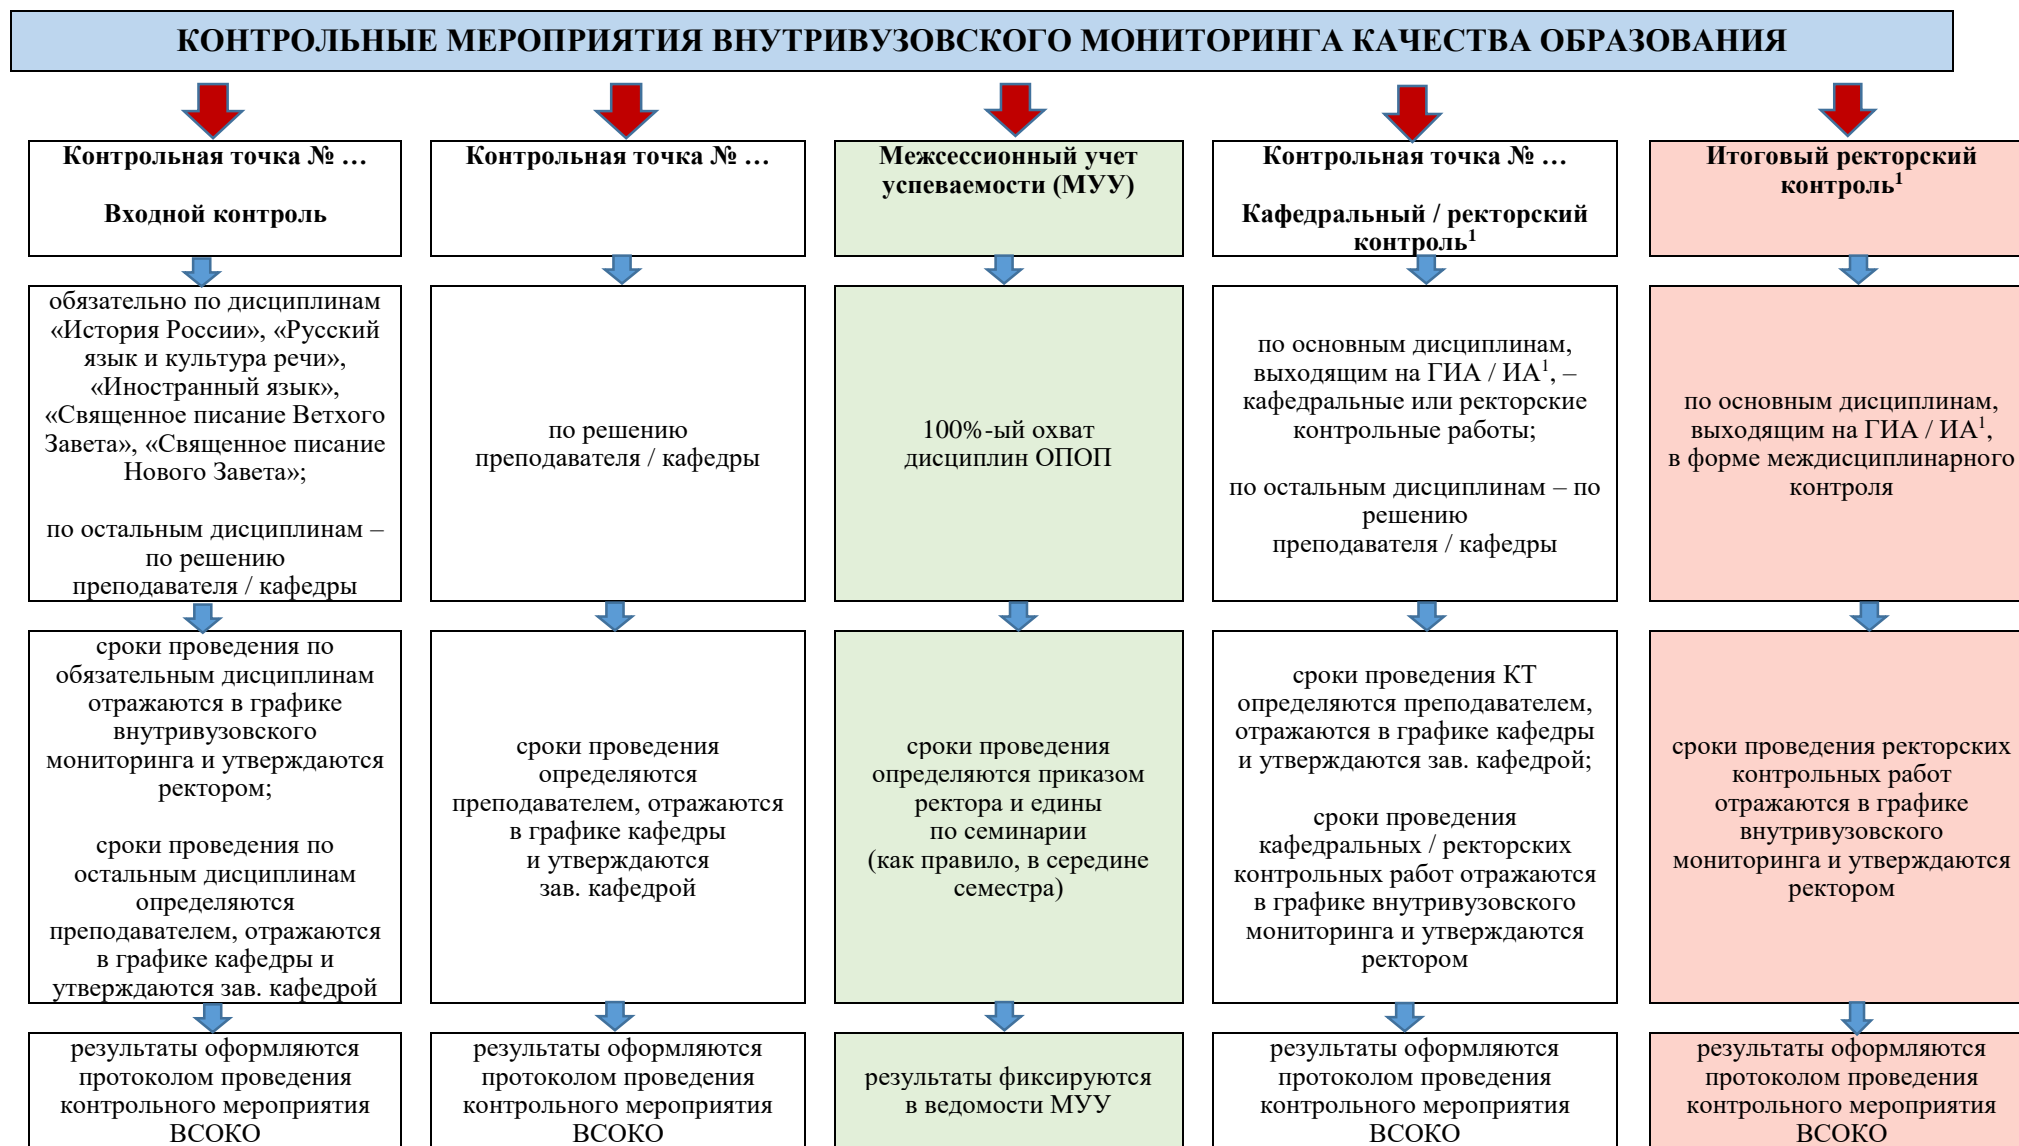 КОНТРОЛЬНЫЕ МЕРОПРИЯТИЯ ВНУТРИВУЗОВСКОГО МОНИТОРИНГА КАЧЕСТВА ОБРАЗОВАНИЯ
Контрольная точка № …
Входной контроль
обязательно по дисциплинам
«История России», «Русский
язык и культура речи»,
«Иностранный язык»,
«Священное писание Ветхого
Завета», «Священное писание
Нового Завета»;
по остальным дисциплинам –
по решению
преподавателя / кафедры
сроки проведения по
обязательным дисциплинам
отражаются в графике
внутривузовского
мониторинга и утверждаются
ректором;
сроки проведения по
остальным дисциплинам
определяются
преподавателем, отражаются
в графике кафедры и
утверждаются зав. кафедрой
результаты оформляются
протоколом проведения
контрольного мероприятия
ВСОКО
Контрольная точка № …
по решению
преподавателя / кафедры
сроки проведения
определяются
преподавателем, отражаются
в графике кафедры
и утверждаются
зав. кафедрой
результаты оформляются
протоколом проведения
контрольного мероприятия
ВСОКО
Межсессионный учет
успеваемости (МУУ)
100%-ый охват
дисциплин ОПОП
сроки проведения
определяются приказом
ректора и едины
по семинарии
(как правило, в середине
семестра)
результаты фиксируются
в ведомости МУУ
Контрольная точка № …
Кафедральный / ректорский
контроль¹
по основным дисциплинам,
выходящим на ГИА / ИА¹, –
кафедральные или ректорские
контрольные работы;
по остальным дисциплинам – по
решению
преподавателя / кафедры
сроки проведения КТ
определяются преподавателем,
отражаются в графике кафедры
и утверждаются зав. кафедрой;
сроки проведения
кафедральных / ректорских
контрольных работ отражаются
в графике внутривузовского
мониторинга и утверждаются
ректором
результаты оформляются
протоколом проведения
контрольного мероприятия
ВСОКО
Итоговый ректорский
контроль¹
по основным дисциплинам,
выходящим на ГИА / ИА¹,
в форме междисциплинарного
контроля
сроки проведения ректорских
контрольных работ
отражаются в графике
внутривузовского
мониторинга и утверждаются
ректором
результаты оформляются
протоколом проведения
контрольного мероприятия
ВСОКО